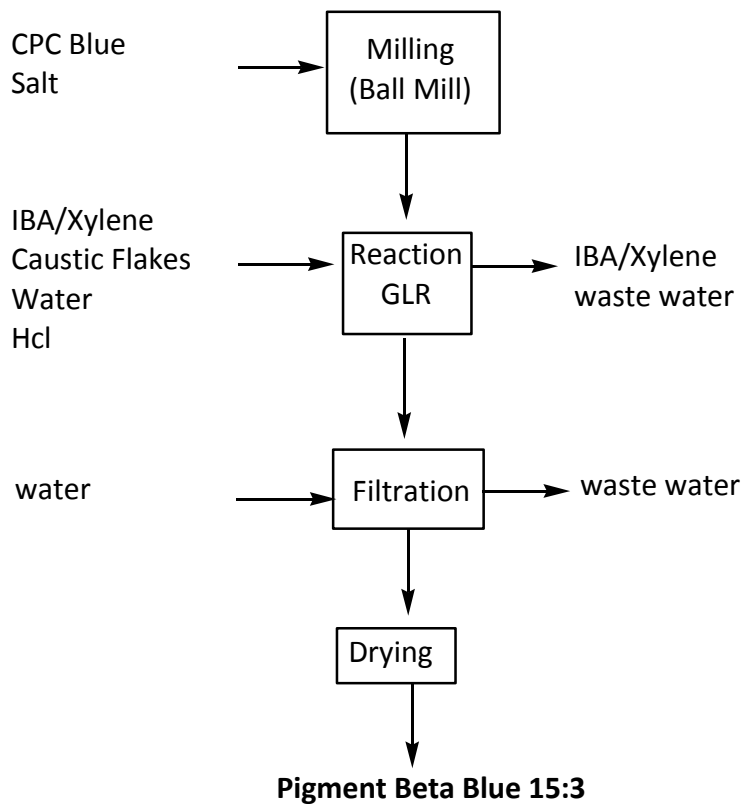 CPC Blue
Salt
Milling
(Ball Mill)
IBA/Xylene
Caustic Flakes
Water
Hcl
Reaction
GLR
IBA/Xylene
waste water
water
Filtration
waste water
Drying
Pigment Beta Blue 15:3